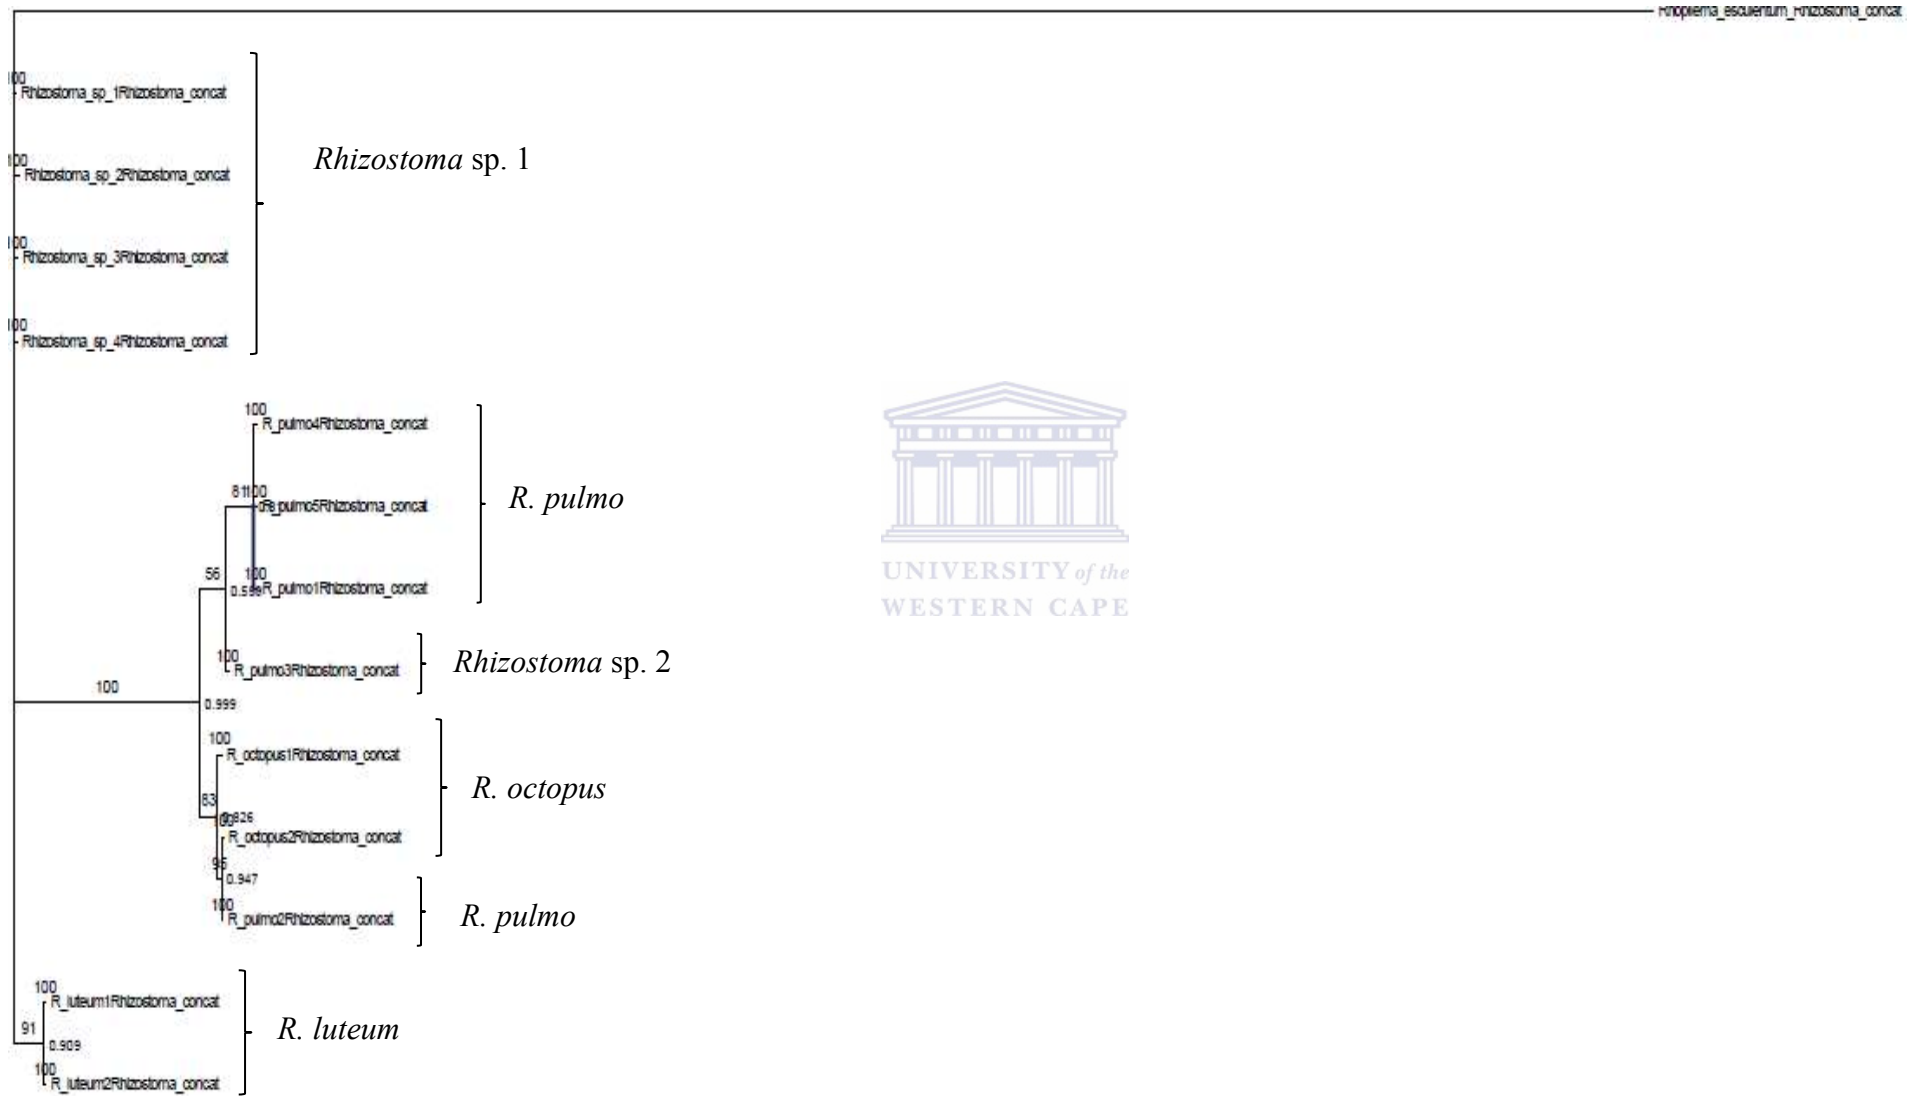 Rhopilema_esculentum_Rhizostoma_concat
100
Rhizostoma_sp_1Rhizostoma_concat
Rhizostoma sp. 1
100
Rhizostoma_sp_2Rhizostoma_concat
100
Rhizostoma_sp_3Rhizostoma_concat
100
Rhizostoma_sp_4Rhizostoma_concat
100
R_pulmo4Rhizostoma_concat
81
100
R_pulmo5Rhizostoma_concat
R. pulmo
56
100
R_pulmo1Rhizostoma_concat
UNIVERSITY of the
WESTERN CAPE
100
R_pulmo3Rhizostoma_concat
Rhizostoma sp. 2
100
0.999
100
R_octopus1Rhizostoma_concat
R. octopus
83
R_octopus2Rhizostoma_concat
0.947
100
R_pulmo2Rhizostoma_concat
R. pulmo
100
R_luteum1Rhizostoma_concat
R. luteum
91
0.909
100
R_luteum2Rhizostoma_concat